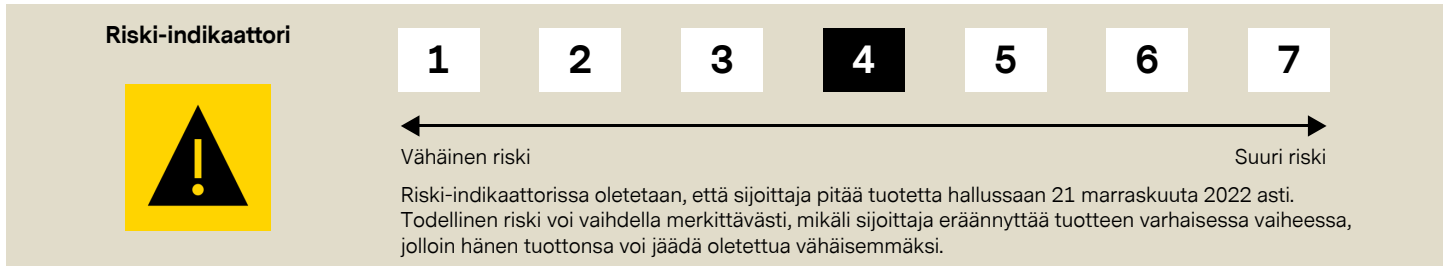 Riski-indikaattori
1 2 3 4 5 6 7
Vähäinen riski Suuri riski
Riski-indikaattorissa oletetaan, että sijoittaja pitää tuotetta hallussaan 21 marraskuuta 2022 asti.
Todellinen riski voi vaihdella merkittävästi, mikäli sijoittaja eräännyttää tuotteen varhaisessa vaiheessa,
jolloin hänen tuottonsa voi jäädä oletettua vähäisemmäksi.